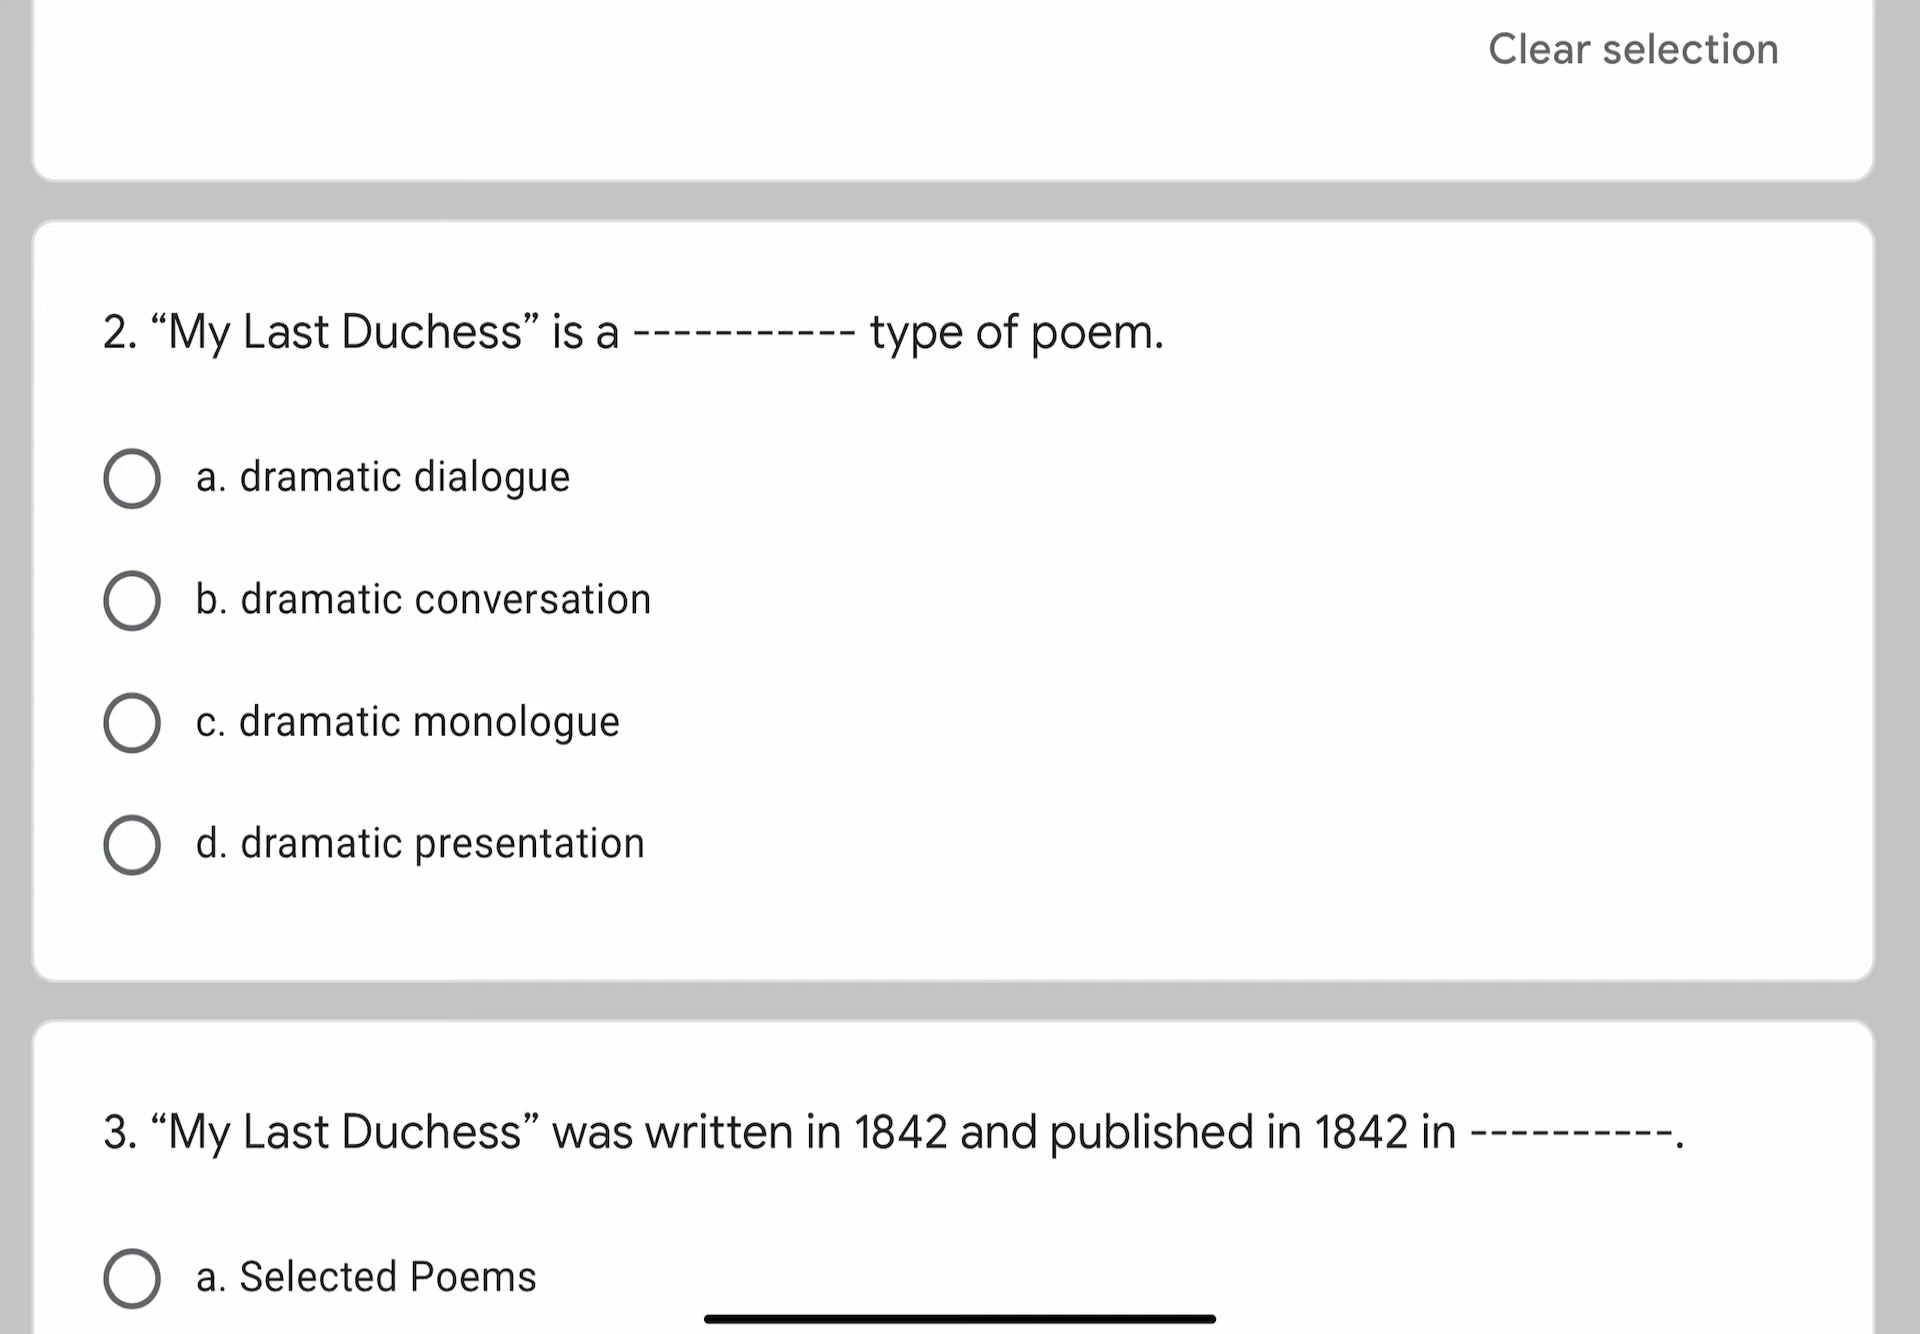 Clear selection
2. “My Last Duchess” is a ----------- type of poem.
a. dramatic dialogue
b. dramatic conversation
c. dramatic monologue
d. dramatic presentation
3. “My Last Duchess” was written in 1842 and published in 1842 in ----------.
a. Selected Poems